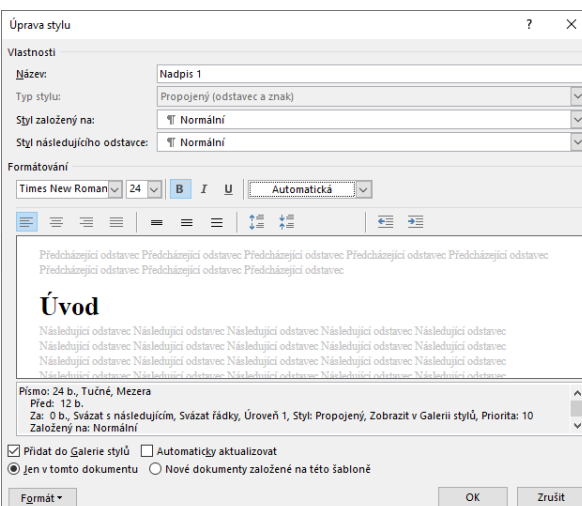 Úprava stylu ? ×
Vlastnosti
Název: Nadpis 1
Typ stylu: Propojený (odstavec a znak)
Styl založený na: ¶ Normální
Styl následujícího odstavce: ¶ Normální
Formátování
Times New Roman 24 B I U Automatická
Předcházející odstavec Předcházející odstavec Předcházející odstavec Předcházející odstavec Předcházející odstavec
Předcházející odstavec Předcházející odstavec Předcházející odstavec
Úvod
Následující odstavec Následující odstavec Následující odstavec Následující odstavec Následující odstavec
Následující odstavec Následující odstavec Následující odstavec Následující odstavec Následující odstavec
Následující odstavec Následující odstavec Následující odstavec Následující odstavec Následující odstavec
Následující odstavec Následující odstavec Následující odstavec Následující odstavec Následující odstavec
Písmo: 24 b., Tučné, Mezera
Před: 12 b.
Za: 0 b., Svázat s následujícím, Svázat řádky, Úroveň 1, Styl: Propojený, Zobrazit v Galerii stylů, Priorita: 10
Založený na: Normální
Přidat do Galerie stylů Automaticky aktualizovat
Jen v tomto dokumentu Nové dokumenty založené na této šabloně
Formát OK Zrušit